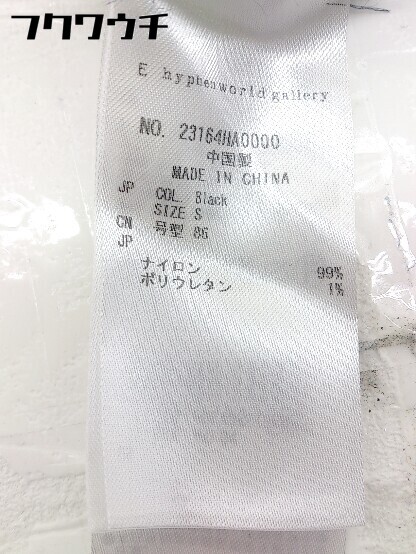 フクワウチ
E hyphenworld gallery
NO. 23164HA0000
中国製
MADE IN CHINA
JP COL. Black
SIZE S
CN 号型 86
JP
ナイロン 99%
ポリウレタン 1%